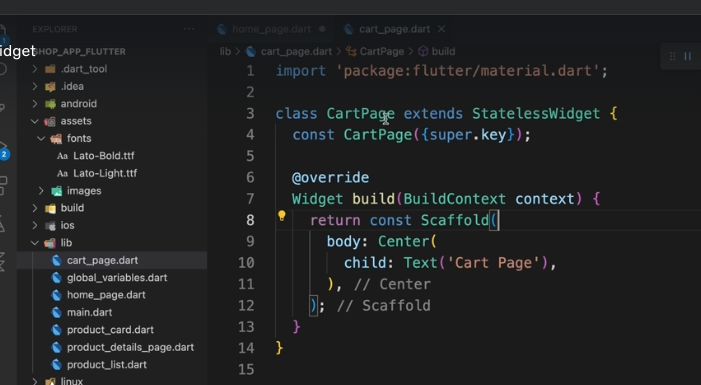 EXPLORER
idget
SHOP_APP_FLUTTER
.dart_tool
.idea
android
assets
fonts
Aa Lato-Bold.ttf
Aa Lato-Light.ttf
images
build
ios
lib
cart_page.dart
global_variables.dart
home_page.dart
main.dart
product_card.dart
product_details_page.dart
product_list.dart
linux
2
home_page.dart
cart_page.dart
lib > cart_page.dart > CartPage > build
1 import 'package:flutter/material.dart';
2
3 class CartPage extends StatelessWidget {
4 const CartPage({super.key});
5
6 @override
7 Widget build(BuildContext context) {
8 return const Scaffold(
9 body: Center(
10 child: Text('Cart Page'),
11 ), // Center
12 ); // Scaffold
13 }
14 }
15